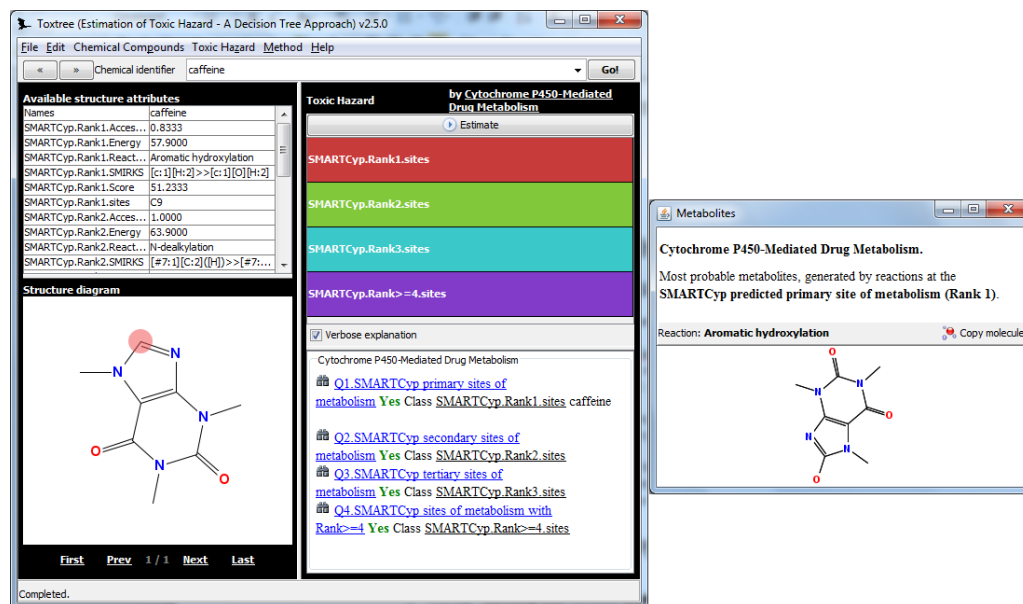 Toxtree (Estimation of Toxic Hazard - A Decision Tree Approach) v2.5.0
File Edit Chemical Compounds Toxic Hazard Method Help
« » Chemical identifier caffeine Go!
Available structure attributes
Names caffeine
SMARTCyp.Rank1.Acces... 0.8333
SMARTCyp.Rank1.Energy 57.9000
SMARTCyp.Rank1.React... Aromatic hydroxylation
SMARTCyp.Rank1.SMIRKS [c:1][H:2]>>[c:1][O][H:2]
SMARTCyp.Rank1.Score 51.2333
SMARTCyp.Rank1.sites C9
SMARTCyp.Rank2.Acces... 1.0000
SMARTCyp.Rank2.Energy 63.9000
SMARTCyp.Rank2.React... N-dealkylation
SMARTCyp.Rank2.SMIRKS [#7:1][C:2]([H])>>[#7:...
Structure diagram
N
N
N
O
N
O
First Prev 1 / 1 Next Last
Completed.
Toxic Hazard
by Cytochrome P450-Mediated
Drug Metabolism
Estimate
SMARTCyp.Rank1.sites
SMARTCyp.Rank2.sites
SMARTCyp.Rank3.sites
SMARTCyp.Rank>=4.sites
Verbose explanation
Cytochrome P450-Mediated Drug Metabolism
Q1.SMARTCyp primary sites of
metabolism Yes Class SMARTCyp.Rank1.sites caffeine
Q2.SMARTCyp secondary sites of
metabolism Yes Class SMARTCyp.Rank2.sites
Q3.SMARTCyp tertiary sites of
metabolism Yes Class SMARTCyp.Rank3.sites
Q4.SMARTCyp sites of metabolism with
Rank>=4 Yes Class SMARTCyp.Rank>=4.sites
Metabolites
Cytochrome P450-Mediated Drug Metabolism.
Most probable metabolites, generated by reactions at the
SMARTCyp predicted primary site of metabolism (Rank 1).
Reaction: Aromatic hydroxylation Copy molecule
O
N
N
O
N
N
O